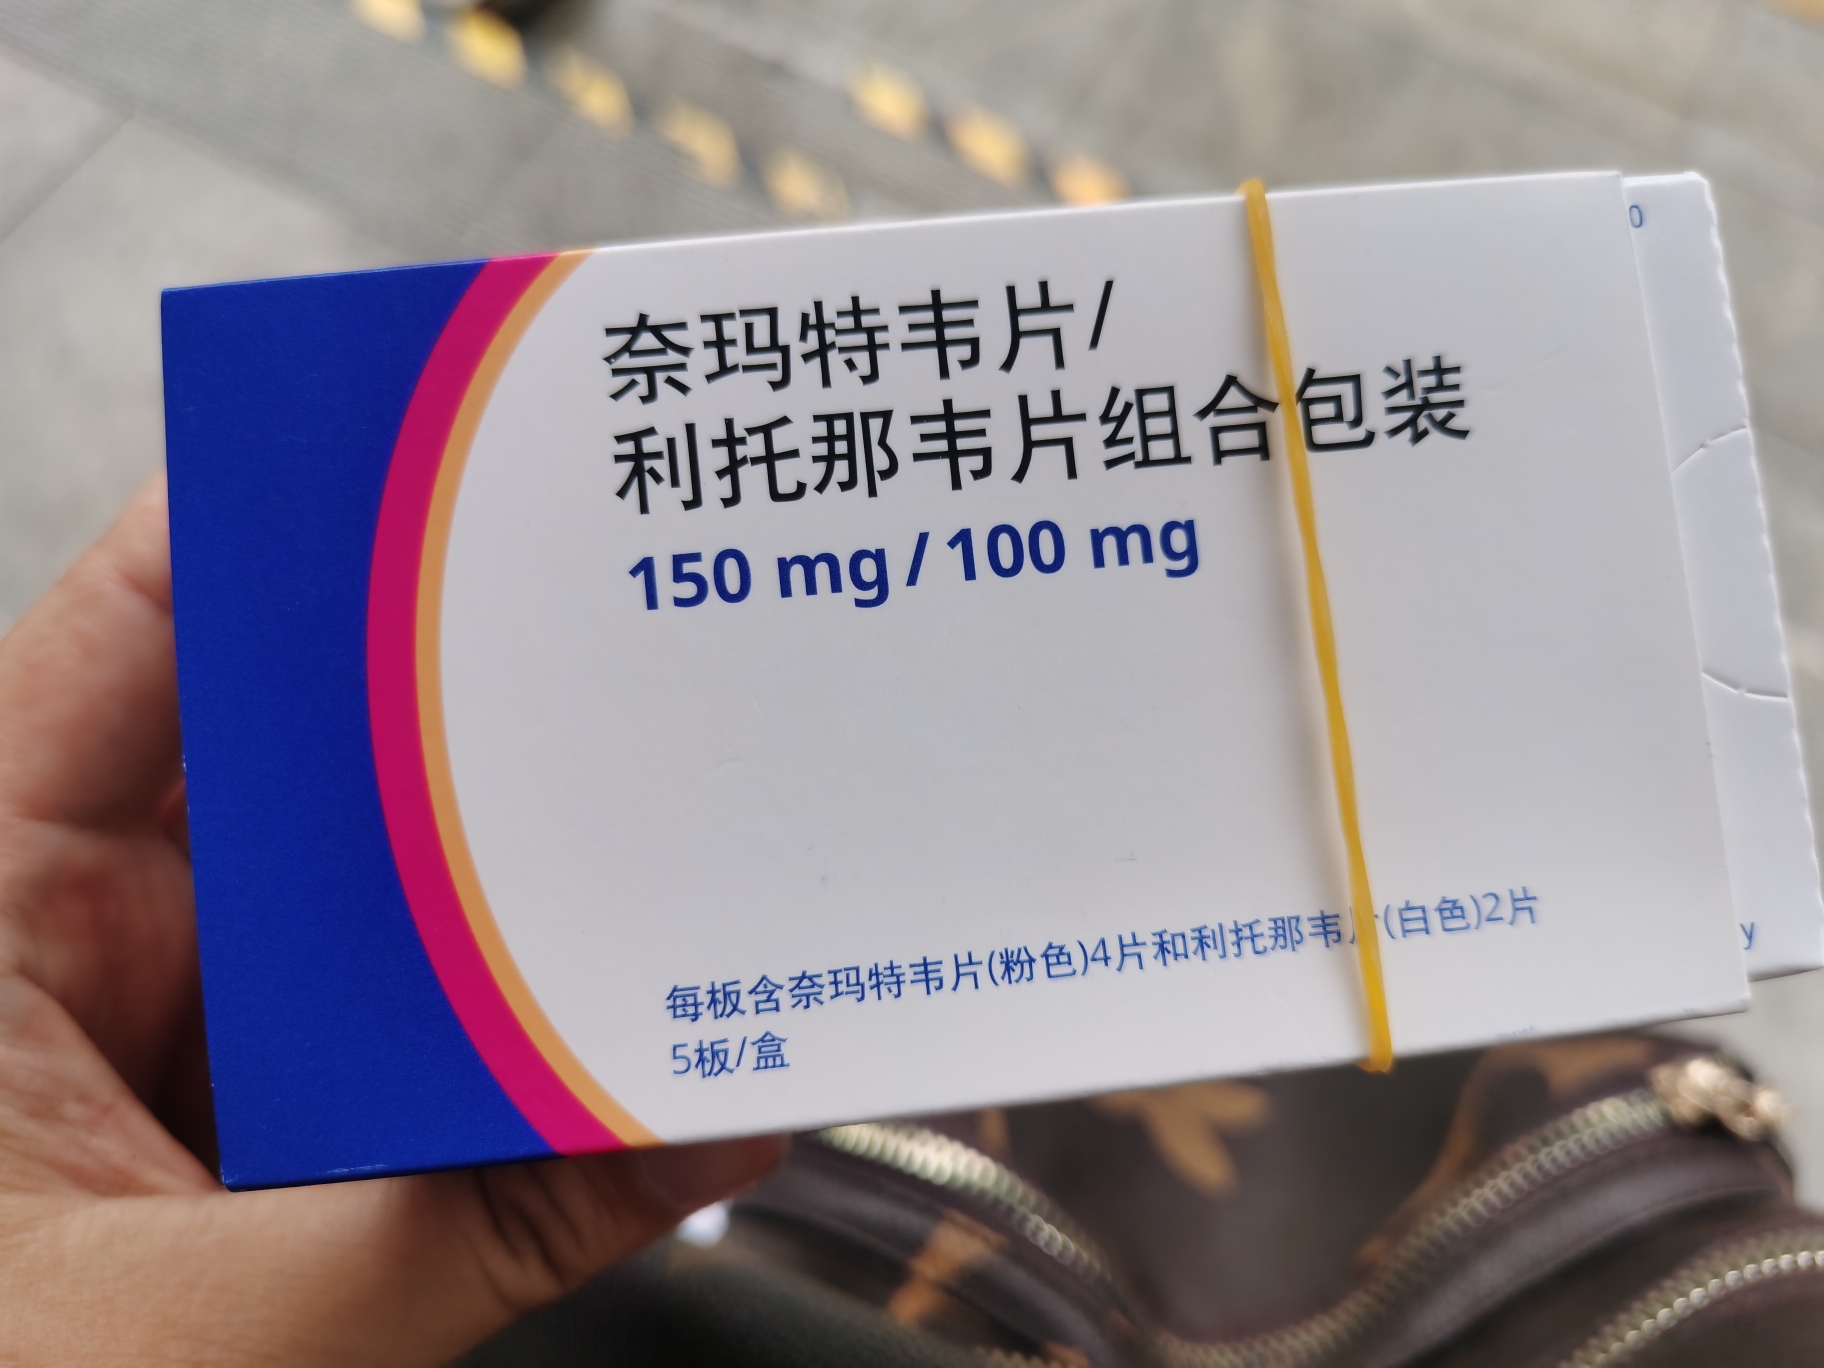 奈玛特韦片/
利托那韦片组合包装
150 mg/100 mg
每板含奈玛特韦片(粉色)4片和利托那韦片(白色)2片
5板/盒